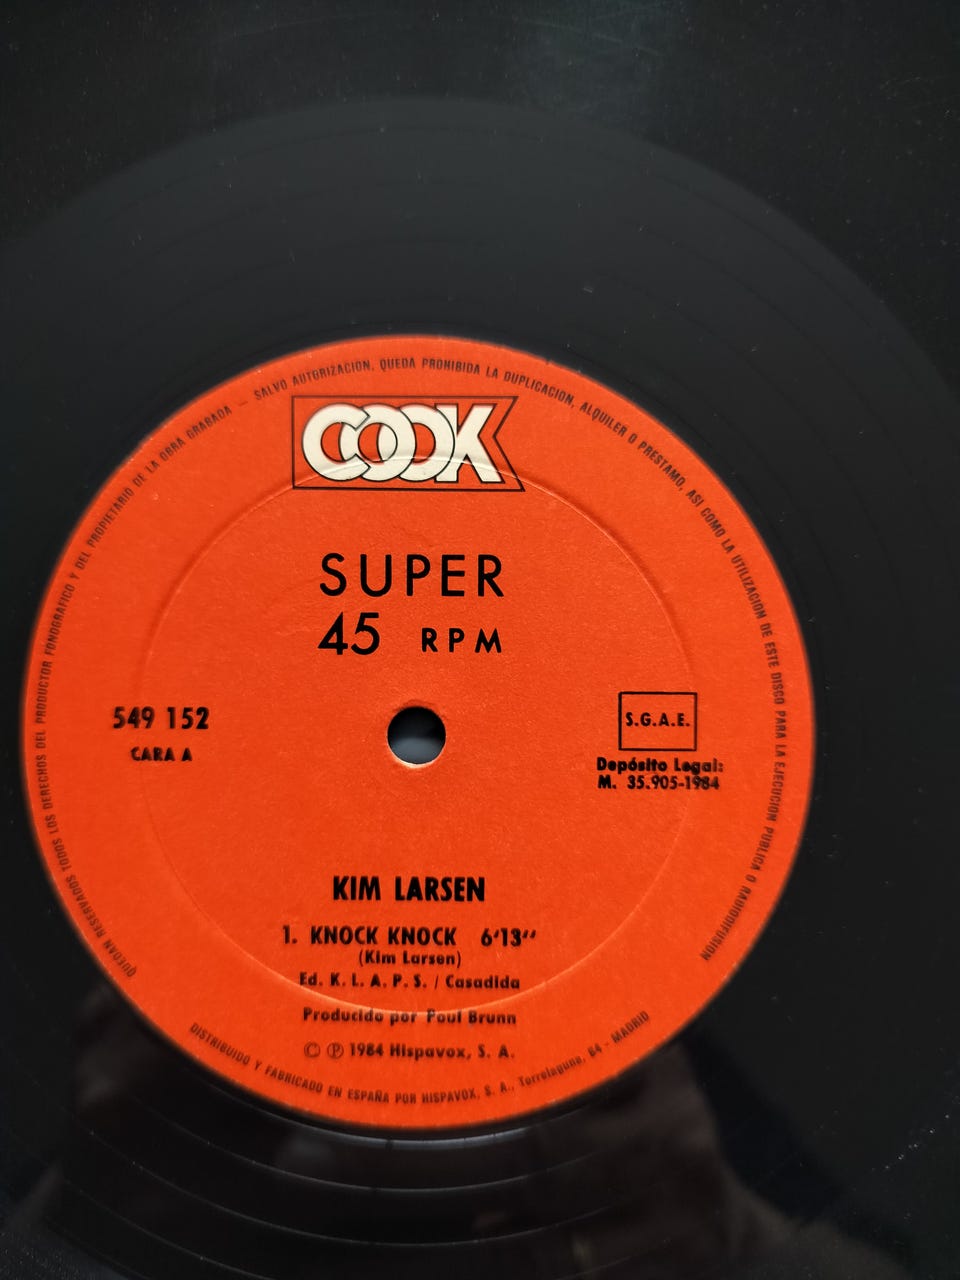 QUEDAN RESERVADOS TODOS LOS DERECHOS DEL PRODUCTOR FONOGRAFICO Y DEL PROPIETARIO DE LA OBRA GRABADA — SALVO AUTORIZACION, QUEDA PROHIBIDA LA DUPLICACION, ALQUILER O PRESTAMO, ASI COMO LA UTILIZACION DE ESTE DISCO PARA LA EJECUCION PUBLICA O RADIODIFUSION
COOK
SUPER
45 RPM
549 152
CARA A
S.G.A.E.
Depósito Legal:
M. 35.905-1984
KIM LARSEN
1. KNOCK KNOCK 6'13''
(Kim Larsen)
Ed. K. L. A. P. S. / Casadida
Producido por Poul Brunn
© ℗ 1984 Hispavox, S. A.
DISTRIBUIDO Y FABRICADO EN ESPAÑA POR HISPAVOX, S. A., Torrelaguna, 64 - MADRID